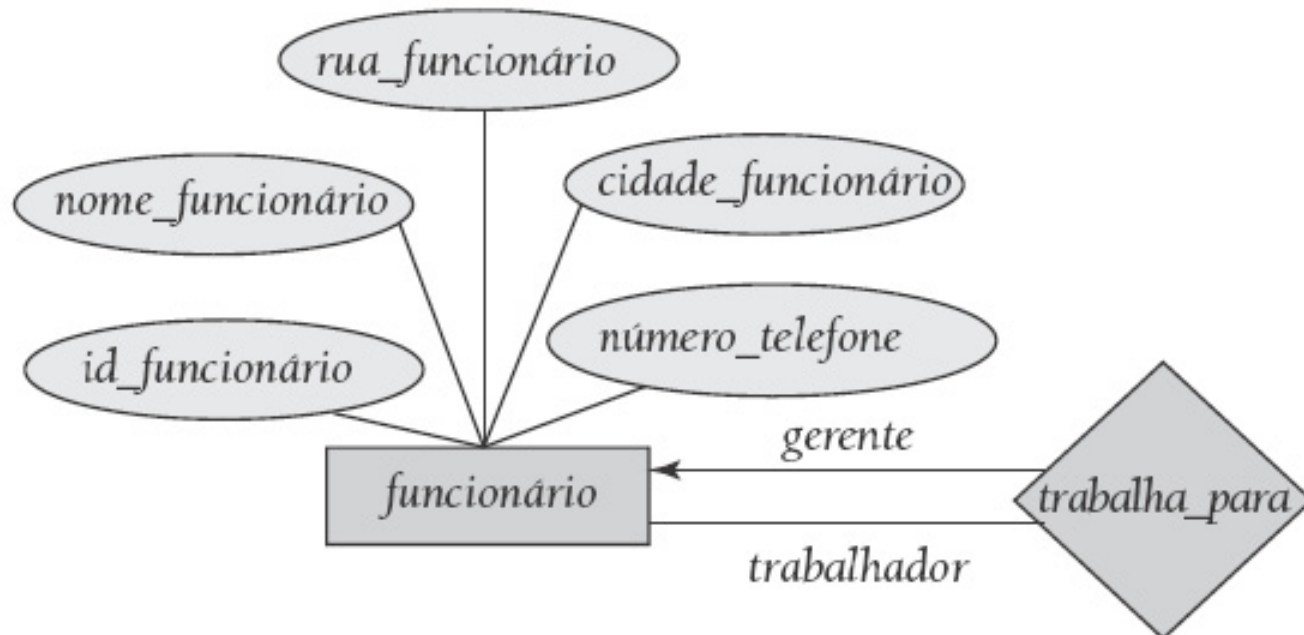 rua_funcionário
nome_funcionário
cidade_funcionário
id_funcionário
número_telefone
gerente
funcionário
trabalha_para
trabalhador